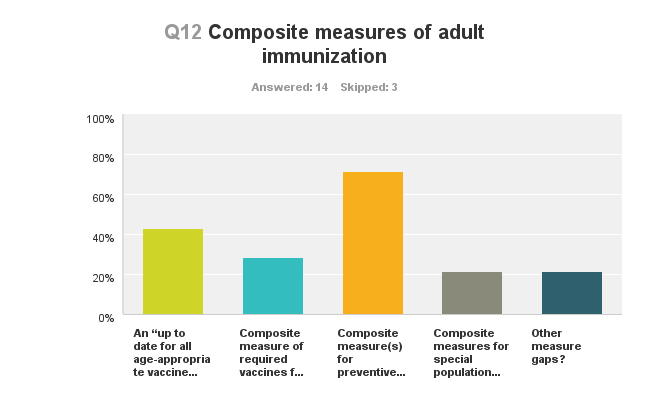 Q12 Composite measures of adult
immunization
Answered: 14 Skipped: 3
100%
80%
60%
40%
20%
0%
An “up to
date for all
age-appropria
te vaccine...
Composite
measure of
required
vaccines f...
Composite
measure(s)
for
preventive...
Composite
measures for
special
population...
Other
measure
gaps?